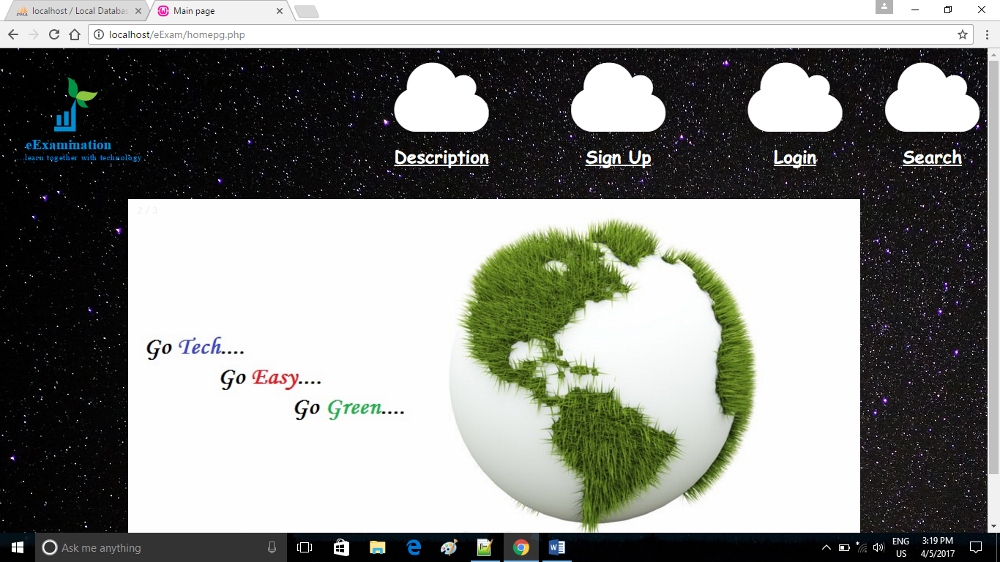 localhost / Local Databas
Main page
localhost/eExam/homepg.php
eExamination
....learn together with technology
Description
Sign Up
Login
Search
2 / 3
Go Tech....
Go Easy....
Go Green....
Ask me anything
ENG
US
3:19 PM
4/5/2017